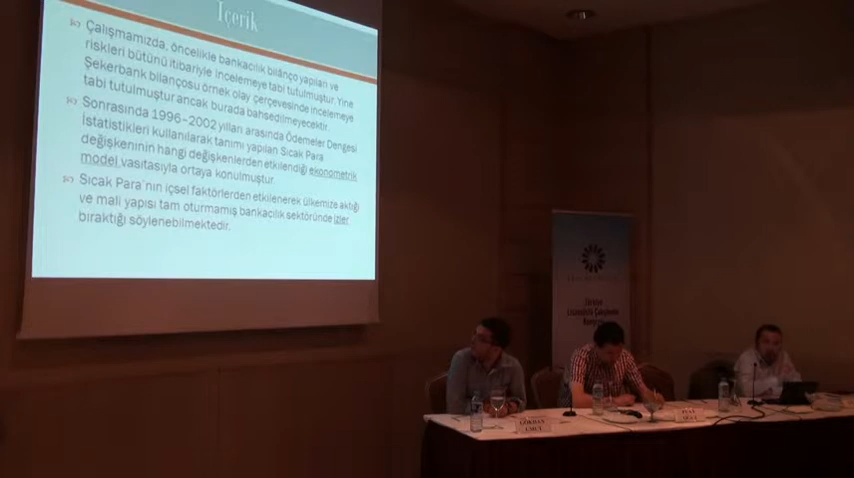 İçerik
Çalışmamızda, öncelikle bankacılık bilanço yapıları ve
riskleri bütünü itibariyle incelemeye tabi tutulmuştur. Yine
Şekerbank bilançosu örnek olay çerçevesinde incelemeye
tabi tutulmuştur ancak burada bahsedilmeyecektir.
Sonrasında 1996-2002 yılları arasında Ödemeler Dengesi
İstatistikleri kullanılarak tanımı yapılan Sıcak Para
değişkeninin hangi değişkenlerden etkilendiği ekonometrik
model vasıtasıyla ortaya konulmuştur.
Sıcak Para'nın içsel faktörlerden etkilenerek ülkemize aktığı
ve mali yapısı tam oturmamış bankacılık sektöründe izler
bıraktığı söylenebilmektedir.
Türkiye
GÖKHAN